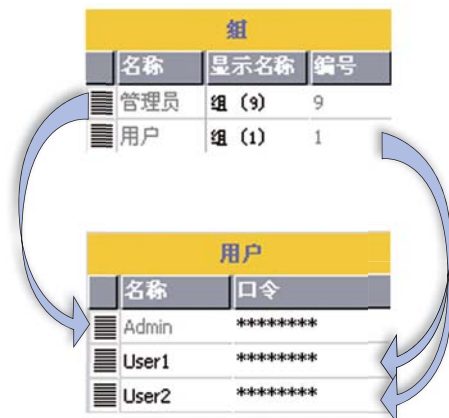 组
名称 显示名称 编号
管理员 组 (9) 9
用户 组 (1) 1
用户
名称 口令
Admin ********
User1 ********
User2 ********